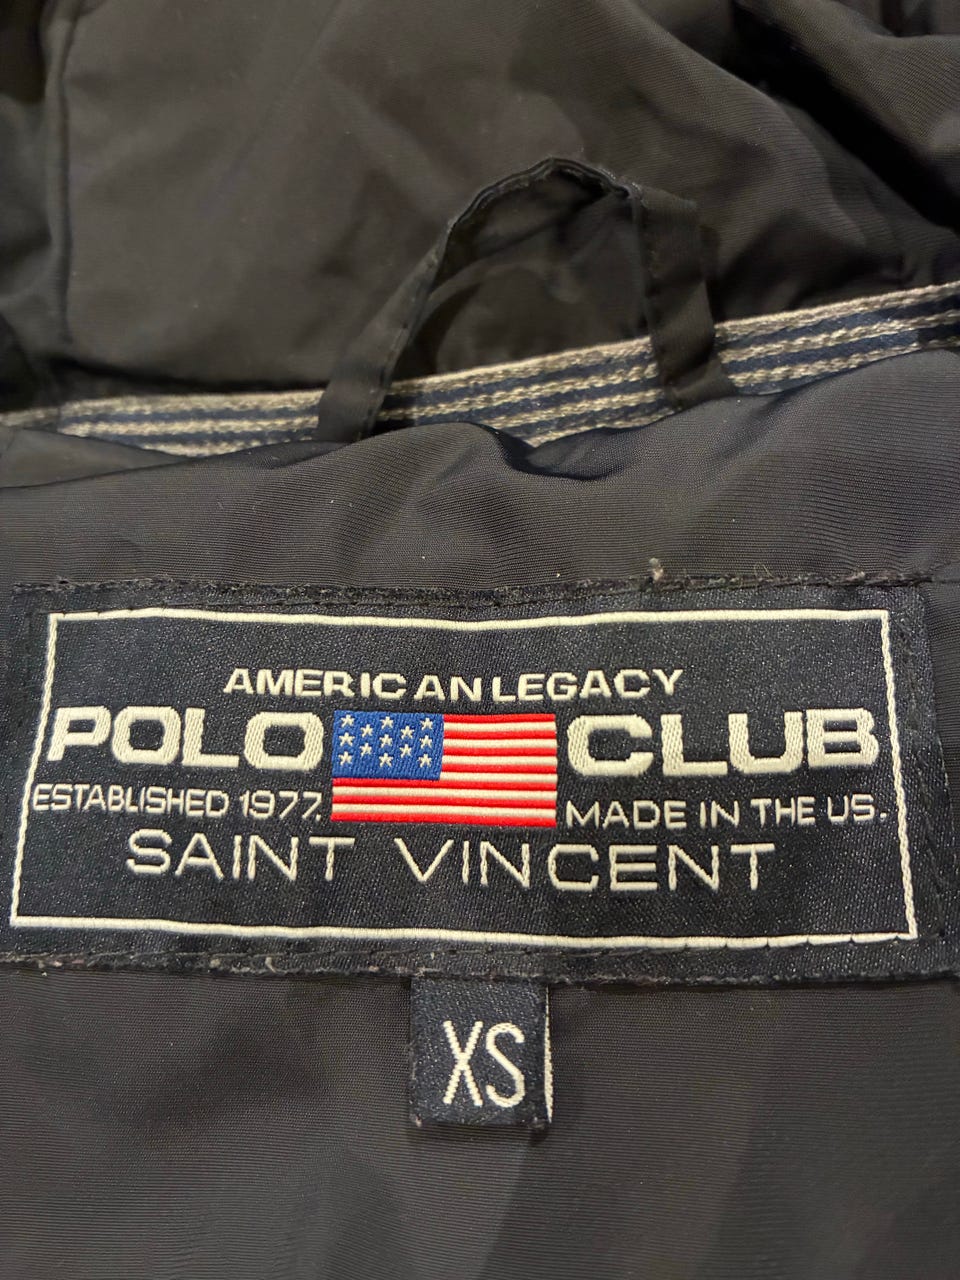 AMERICAN LEGACY
POLO CLUB
ESTABLISHED 1977. MADE IN THE US.
SAINT VINCENT
XS